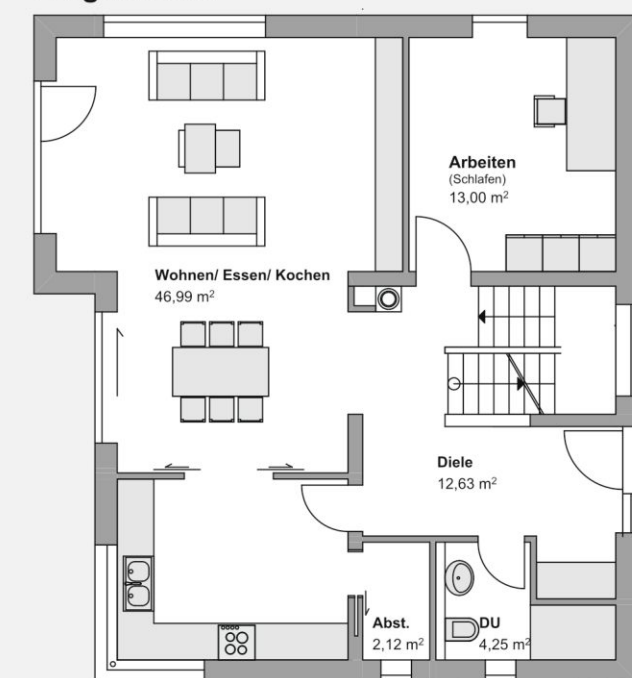 Arbeiten
(Schlafen)
13,00 m²
Wohnen/ Essen/ Kochen
46,99 m²
Diele
12,63 m²
Abst.
2,12 m²
DU
4,25 m²